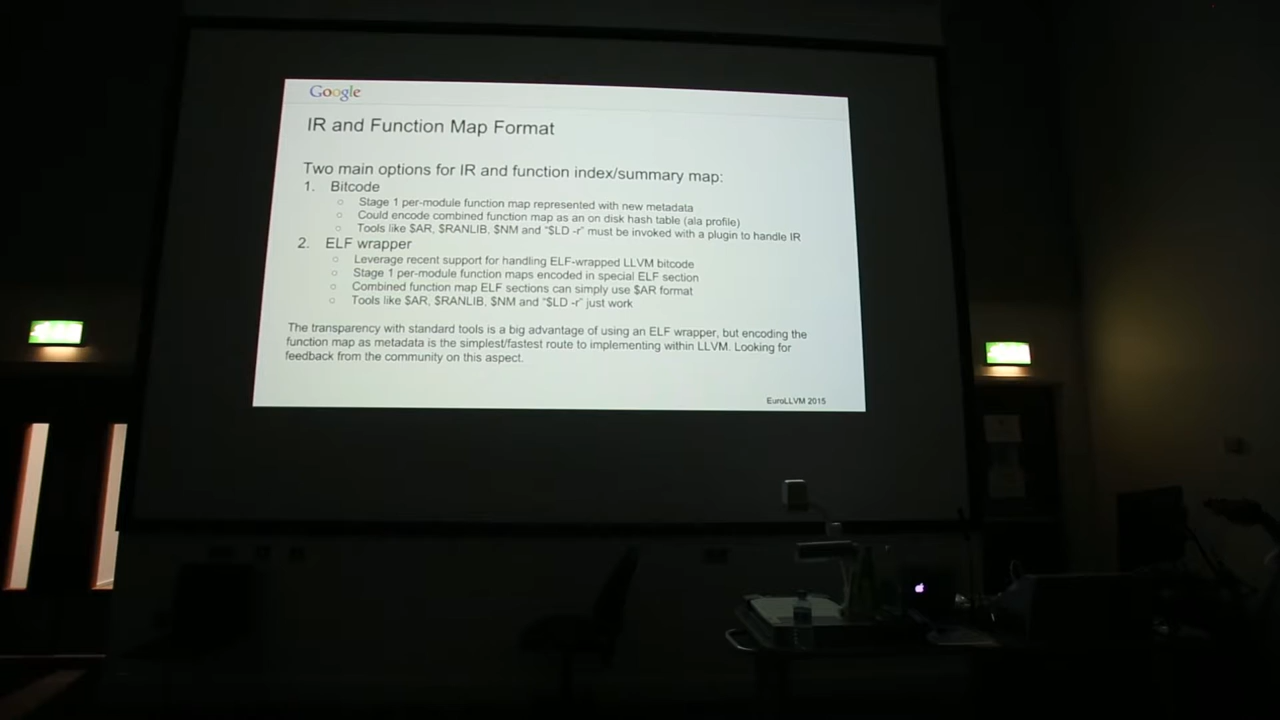 Google
IR and Function Map Format
Two main options for IR and function index/summary map:
1. Bitcode
○ Stage 1 per-module function map represented with new metadata
○ Could encode combined function map as an on disk hash table (ala profile)
○ Tools like $AR, $RANLIB, $NM and "$LD -r" must be invoked with a plugin to handle IR
2. ELF wrapper
○ Leverage recent support for handling ELF-wrapped LLVM bitcode
○ Stage 1 per-module function maps encoded in special ELF section
○ Combined function map ELF sections can simply use $AR format
○ Tools like $AR, $RANLIB, $NM and "$LD -r" just work
The transparency with standard tools is a big advantage of using an ELF wrapper, but encoding the
function map as metadata is the simplest/fastest route to implementing within LLVM. Looking for
feedback from the community on this aspect.
EuroLLVM 2015